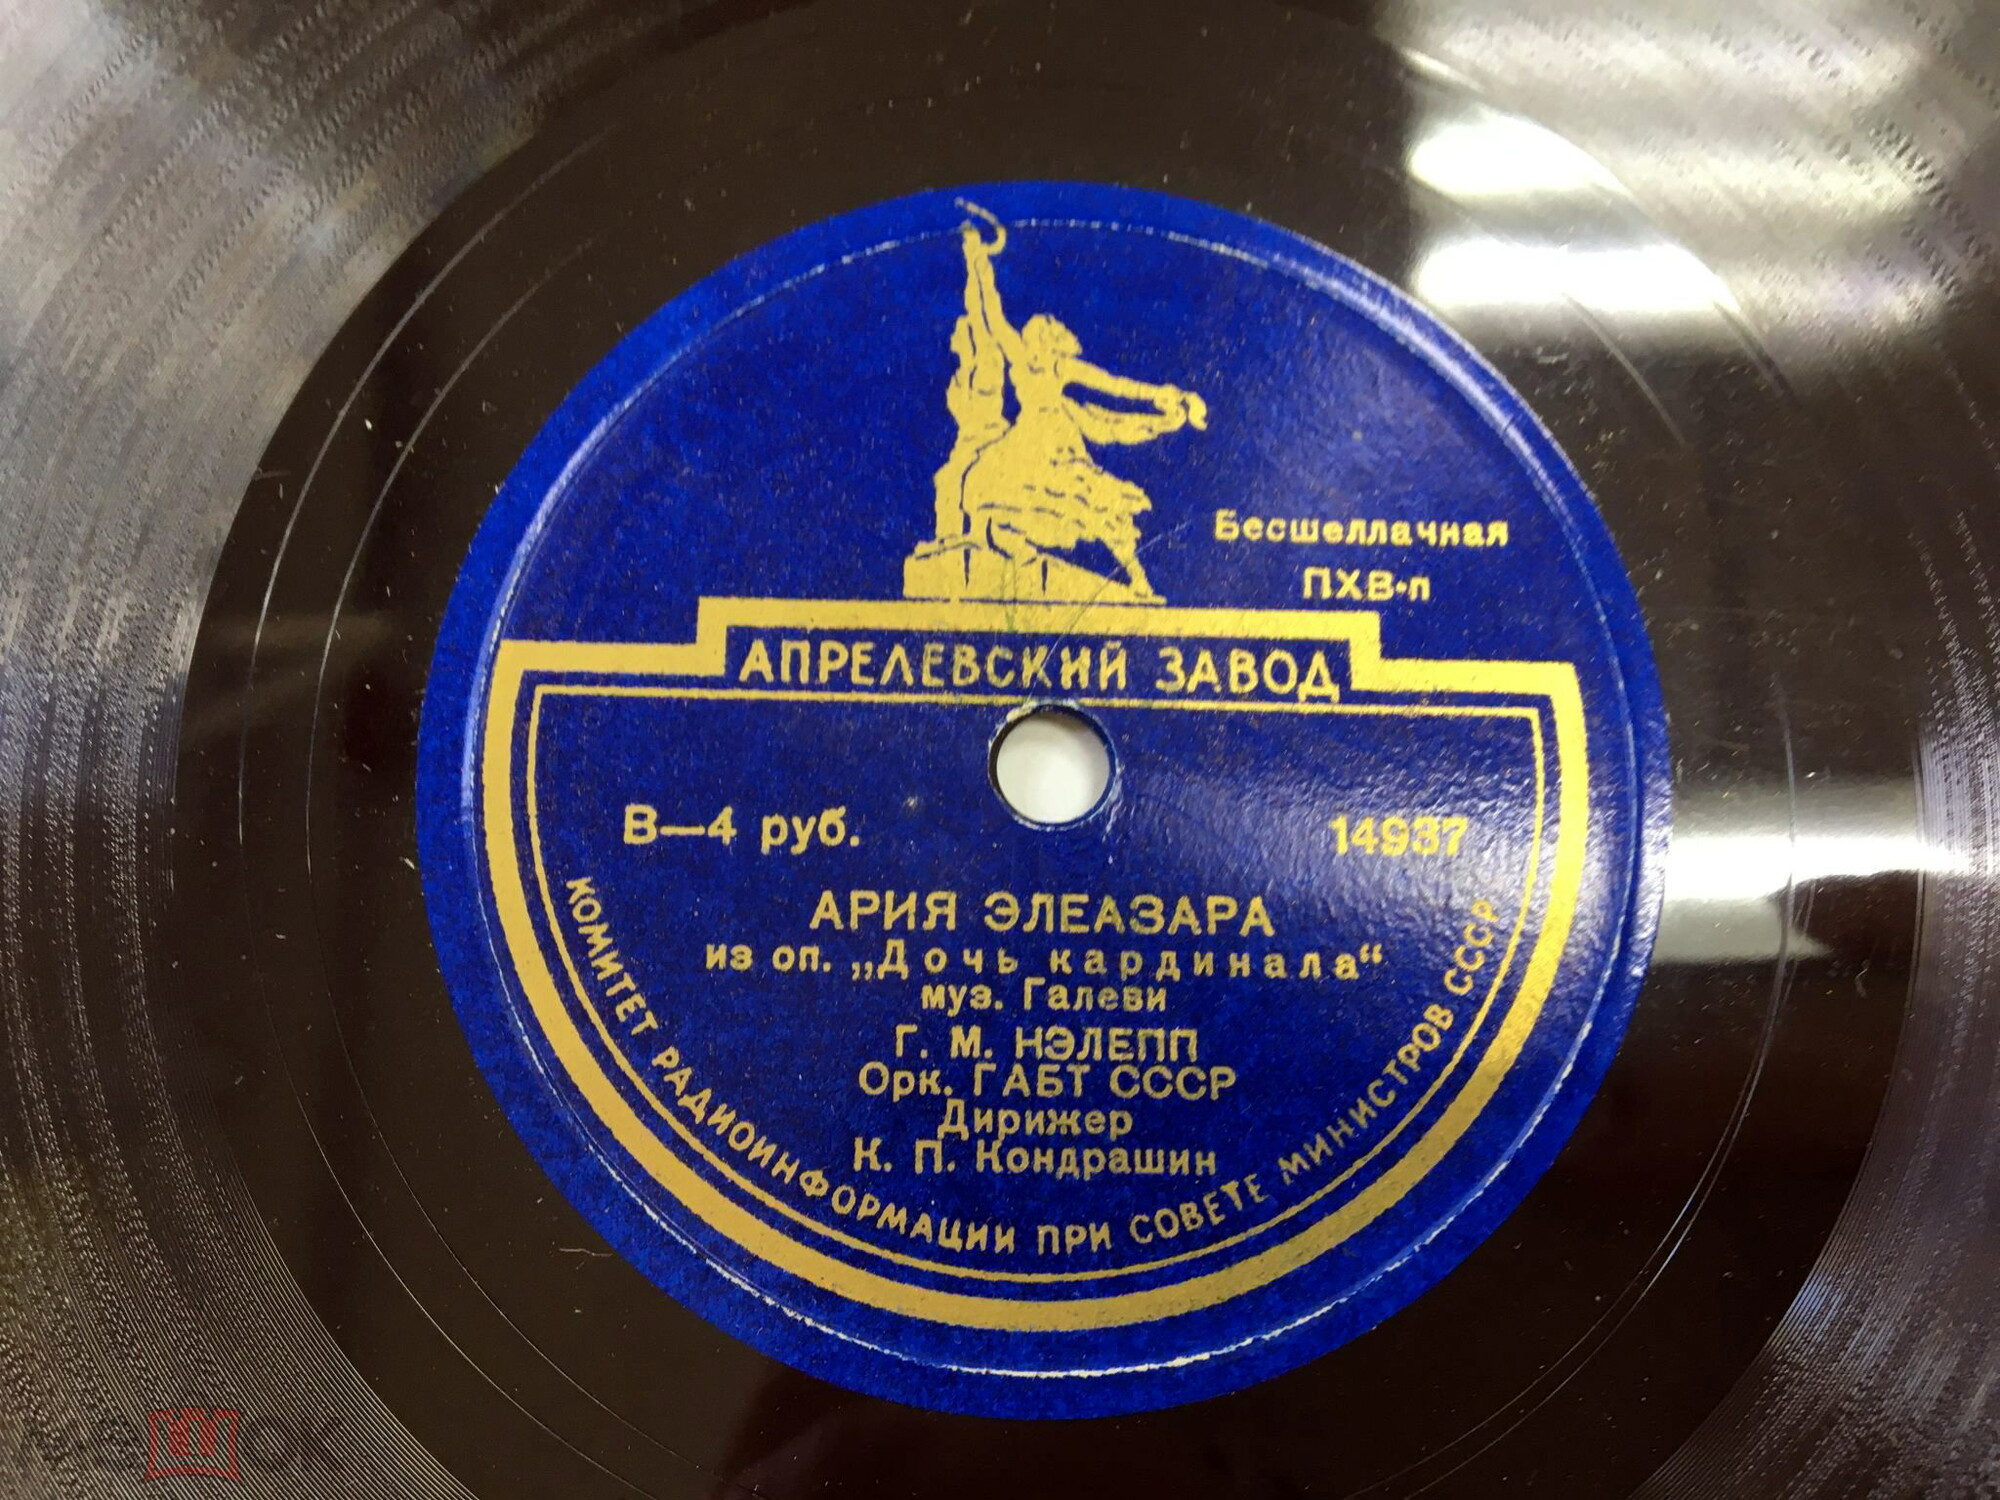 Бесшеллачная
ПХВ-п
АПРЕЛЕВСКИЙ ЗАВОД
В—4 руб.
14937
АРИЯ ЭЛЕАЗАРА
из оп. „Дочь кардинала“
муз. Галеви
Г. М. НЭЛЕПП
Орк. ГАБТ СССР
Дирижер
К. П. Кондрашин
КОМИТЕТ РАДИОИНФОРМАЦИИ ПРИ СОВЕТЕ МИНИСТРОВ СССР